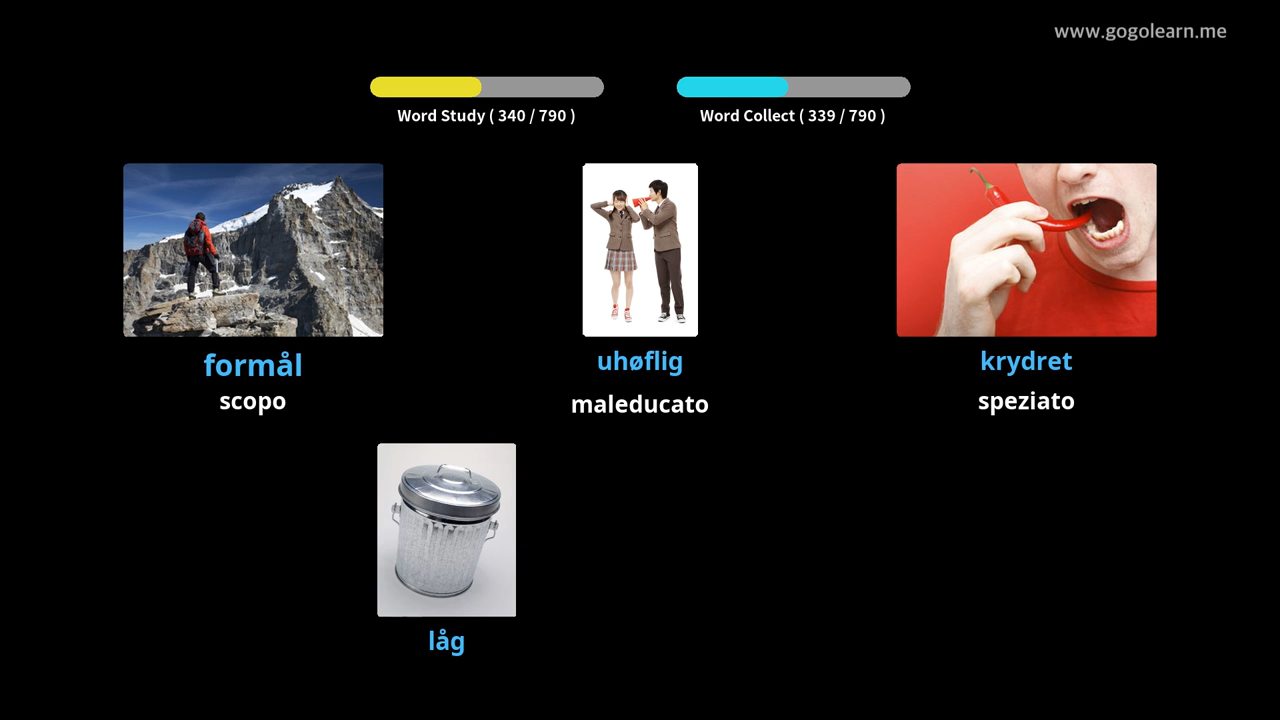 www.gogolearn.me
Word Study ( 340 / 790 )
Word Collect ( 339 / 790 )
formål
scopo
uhøflig
maleducato
krydret
speziato
låg